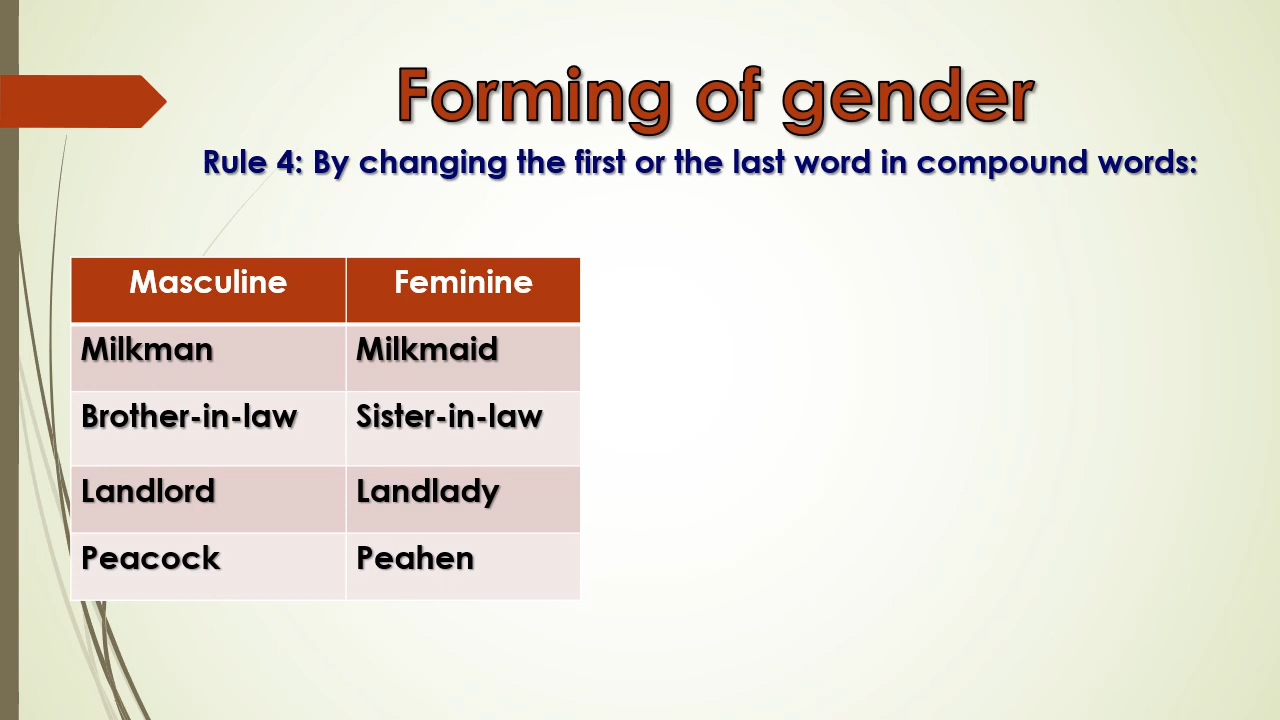 Forming of gender
Rule 4: By changing the first or the last word in compound words:
Masculine Feminine
Milkman Milkmaid
Brother-in-law Sister-in-law
Landlord Landlady
Peacock Peahen